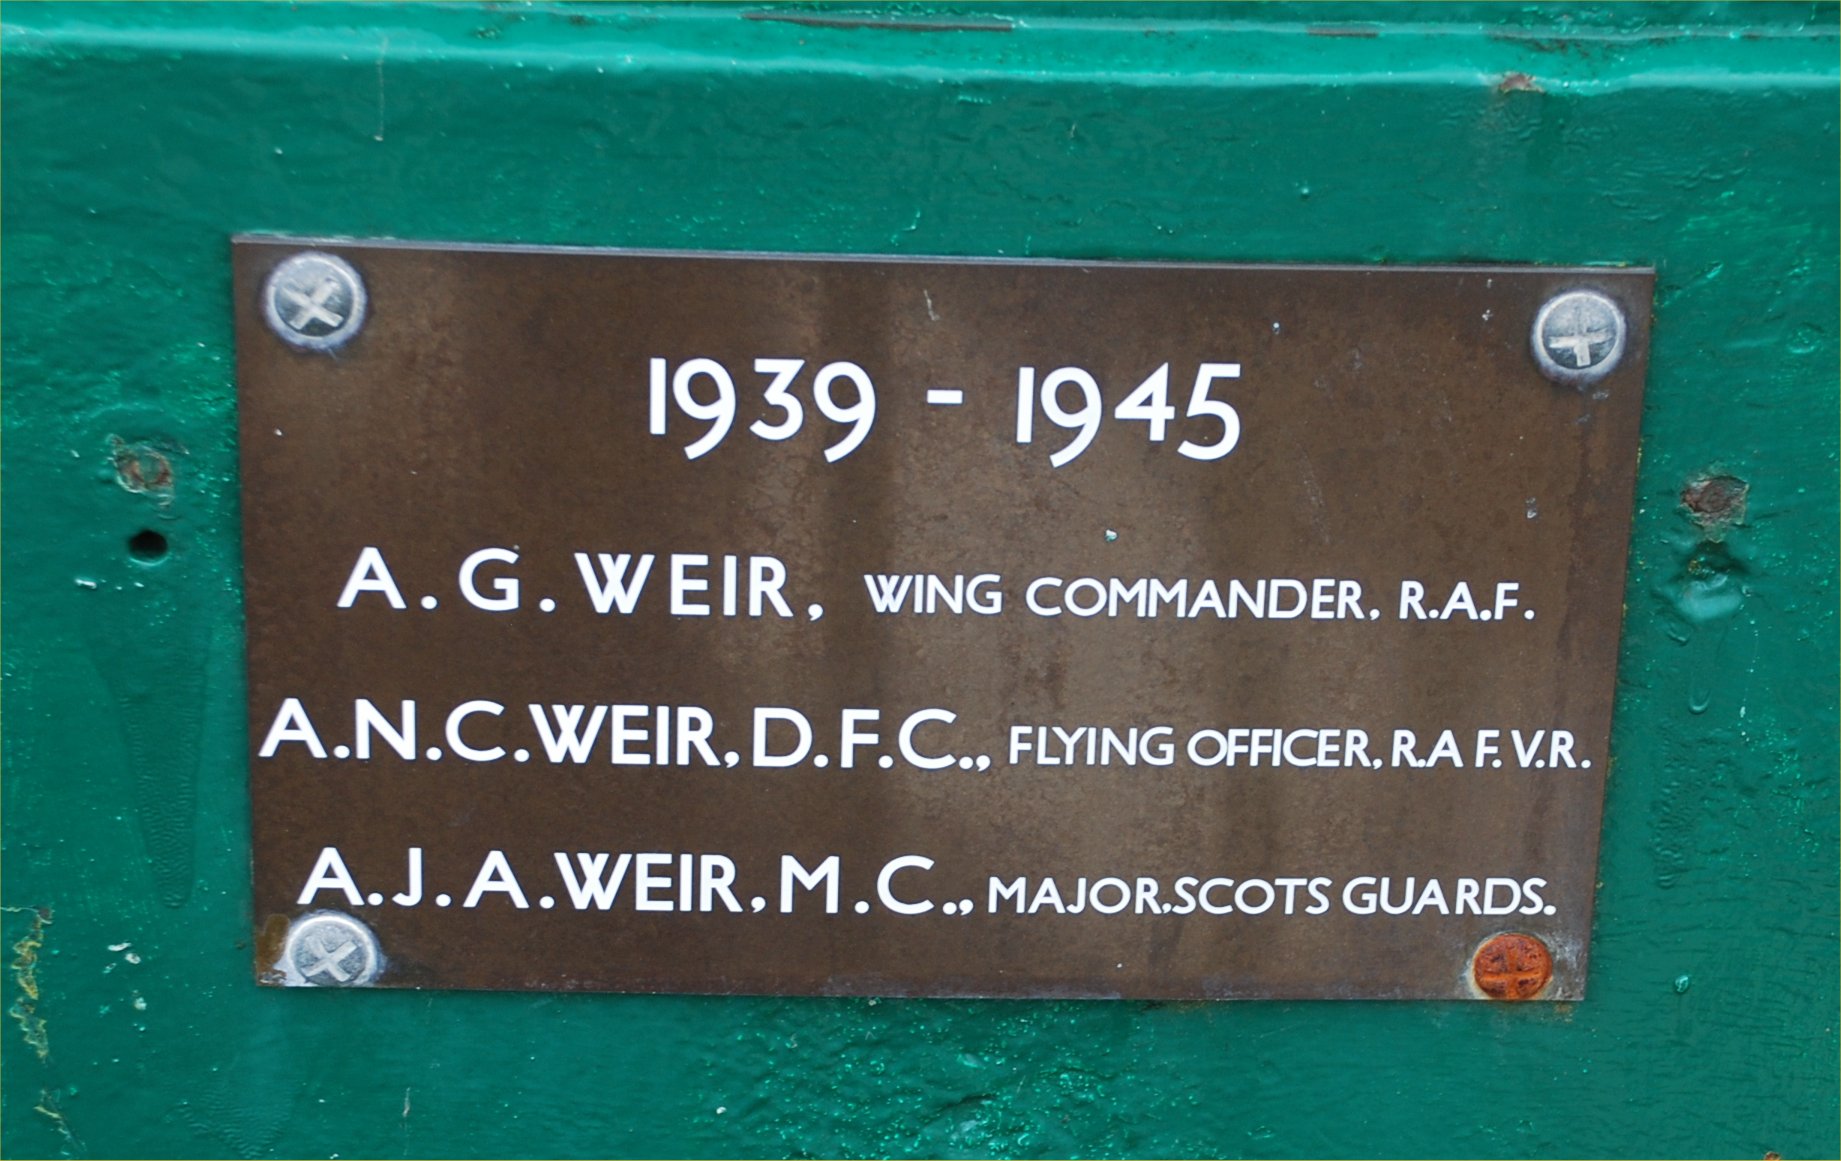 1939 - 1945
A. G. WEIR, WING COMMANDER, R.A.F.
A.N.C. WEIR, D.F.C., FLYING OFFICER, R.A F. V.R.
A.J. A. WEIR, M.C., MAJOR, SCOTS GUARDS.